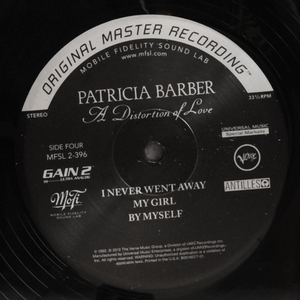 ORIGINAL MASTER RECORDING™
MOBILE FIDELITY SOUND LAB
www.mfsl.com
STEREO
33⅓ RPM
PATRICIA BARBER
A Distortion of Love
SIDE FOUR
MFSL 2-396
UNIVERSAL MUSIC
Special Markets
GAIN 2
ULTRA ANALOG
Verve
MoFi
MOBILE FIDELITY
SOUND LAB
ANTILLES
I NEVER WENT AWAY
MY GIRL
BY MYSELF